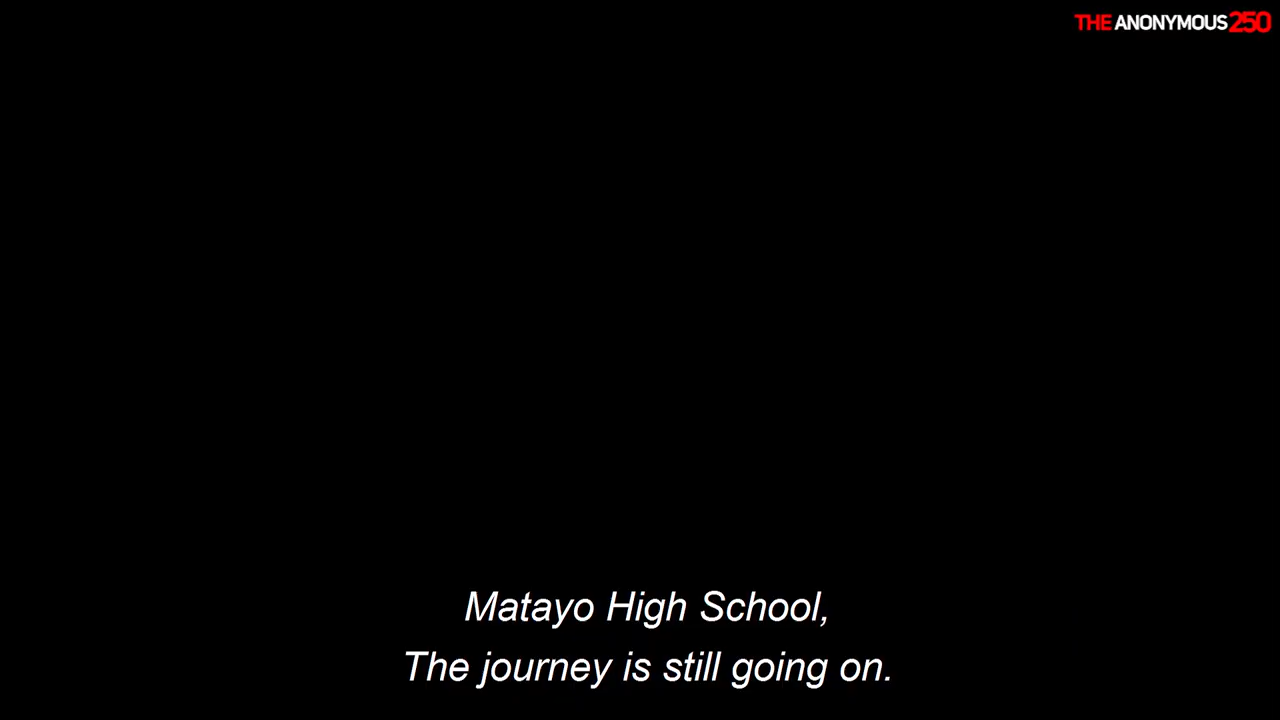 THE ANONYMOUS250
Matayo High School,
The journey is still going on.